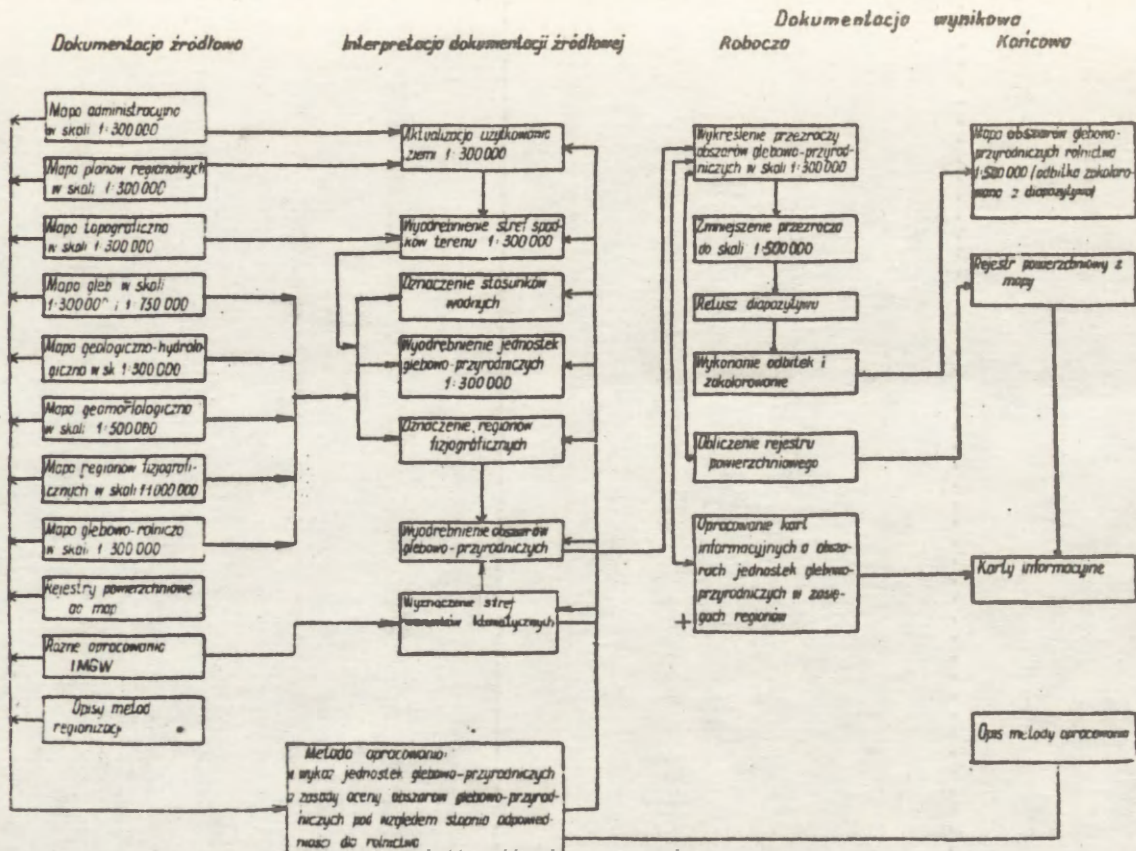 Dokumentacja wynikowa
Dokumentacja źródłowa
Interpretacja dokumentacji źródłowej
Robocza
Końcowa
Mapa administracyjna
w skali 1:300 000
Mapa planów regionalnych
w skali 1:300 000
Mapa topograficzna
w skali 1:300 000
Mapa gleb w skali
1:300 000 i 1:750 000
Mapa geologiczno-hydrolo-
giczna w sk. 1:300 000
Mapa geomorfologiczna
w skali 1:500 000
Mapa regionów fizjografi-
cznych w skali 1:1 000 000
Mapa glebowo-rolnicza
w skali 1:300 000
Rejestry powierzchniowe
do map
Różne opracowania
IMGW
Opisy metod
regionizacji
Aktualizacja użytkowania
ziemi 1:300 000
Wyodrębnienie stref spad-
ków terenu 1:300 000
Oznaczenie stosunków
wodnych
Wyodrębnienie jednostek
glebowo-przyrodniczych
1:300 000
Oznaczenie regionów
fizjograficznych
Wyodrębnienie obszarów
glebowo-przyrodniczych
Wyznaczenie stref
klimatycznych
Metoda opracowania:
wykaz jednostek glebowo-przyrodniczych
zasady oceny obszarów glebowo-przyrod-
niczych pod względem stopnia odpowied-
niości dla rolnictwa
Wykreślenie przezroczy
obszarów glebowo-przyrod-
niczych w skali 1:300 000
Zmniejszenie przezrocza
do skali 1:500 000
Retusz diapozytywu
Wykonanie odbitek i
zakolorowanie
Obliczenie rejestru
powierzchniowego
Opracowanie kart
informacyjnych o obsza-
rach jednostek glebowo-
przyrodniczych w zasię-
gach regionów
Mapa obszarów glebowo-
przyrodniczych rolnictwa
1:500 000 (odbitka zakoloro-
wana z diapozytywu)
Rejestr powierzchniowy z
mapy
Karty informacyjne
Opis metody opracowania